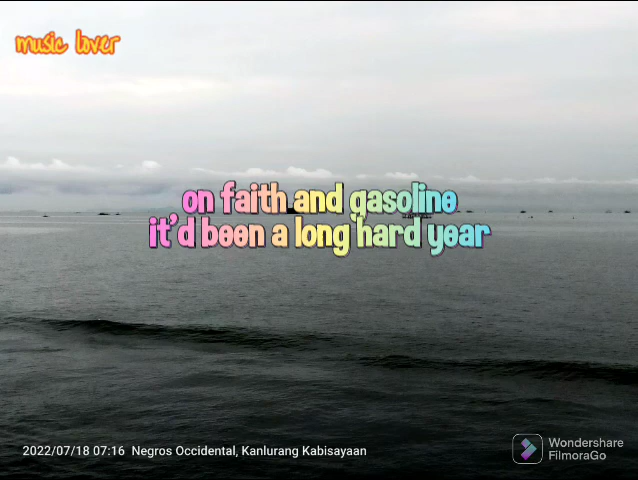 music lover
on faith and gasoline
it'd been a long hard year
2022/07/18 07:16 Negros Occidental, Kanlurang Kabisayaan
Wondershare
FilmoraGo